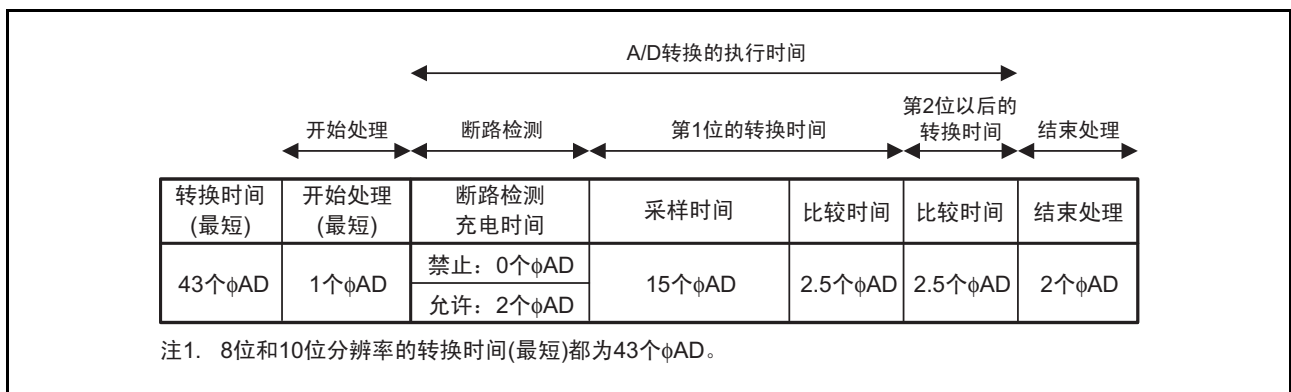 A/D转换的执行时间
开始处理
断路检测
第1位的转换时间
第2位以后的
转换时间
结束处理
转换时间
(最短)
开始处理
(最短)
断路检测
充电时间
采样时间
比较时间
比较时间
结束处理
43个ϕAD
1个ϕAD
禁止：0个ϕAD
允许：2个ϕAD
15个ϕAD
2.5个ϕAD
2.5个ϕAD
2个ϕAD
注1. 8位和10位分辨率的转换时间(最短)都为43个ϕAD。